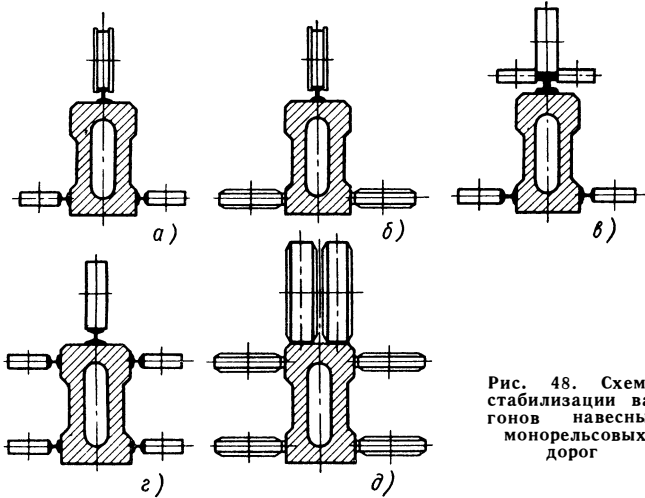 а)
б)
в)
г)
д)
Рис. 48. Схем
стабилизации ва
гонов навесны
монорельсовых
дорог